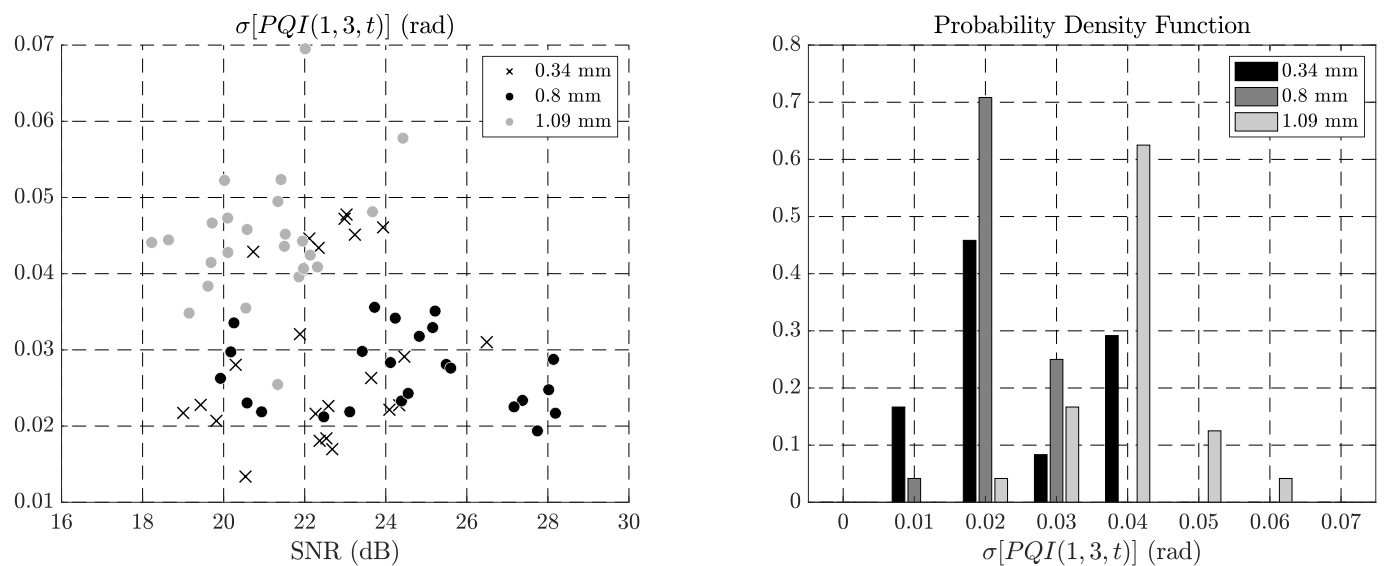 σ[PQI(1, 3, t)] (rad)
0.07
0.06
0.05
0.04
0.03
0.02
0.01
16 18 20 22 24 26 28 30
SNR (dB)
0.34 mm
0.8 mm
1.09 mm
Probability Density Function
0.8
0.7
0.6
0.5
0.4
0.3
0.2
0.1
0
0 0.01 0.02 0.03 0.04 0.05 0.06 0.07
σ[PQI(1, 3, t)] (rad)
0.34 mm
0.8 mm
1.09 mm